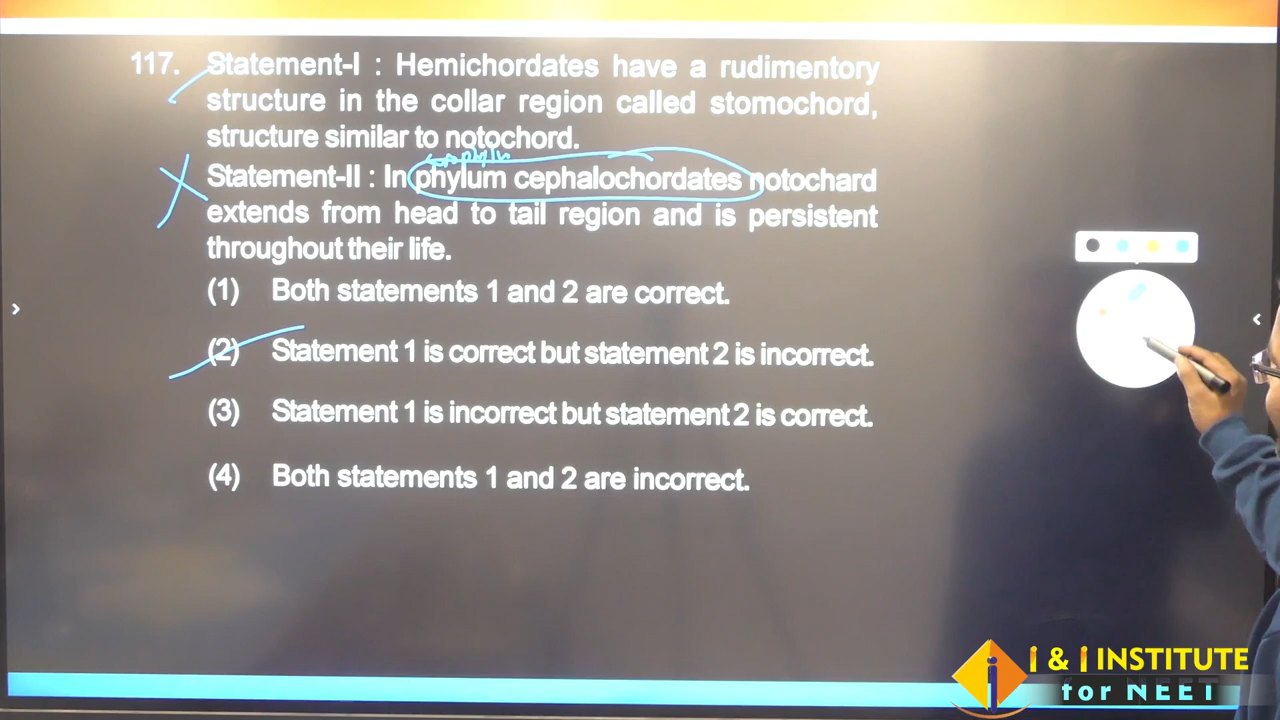 117. Statement-I : Hemichordates have a rudimentory
structure in the collar region called stomochord,
structure similar to notochord.
Statement-II : In phylum cephalochordates notochard
extends from head to tail region and is persistent
throughout their life.
(1) Both statements 1 and 2 are correct.
(2) Statement 1 is correct but statement 2 is incorrect.
(3) Statement 1 is incorrect but statement 2 is correct.
(4) Both statements 1 and 2 are incorrect.
i & i INSTITUTE
for NEET